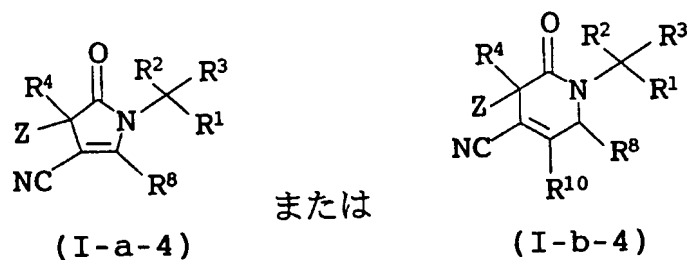 R⁴ O R² R³
Z N R¹
NC R⁸
(I-a-4)
または
R⁴ O R² R³
Z N R¹
NC R⁸
R¹⁰
(I-b-4)